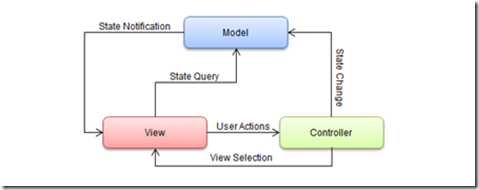 State Notification
Model
State Query
State Change
View
User Actions
Controller
View Selection